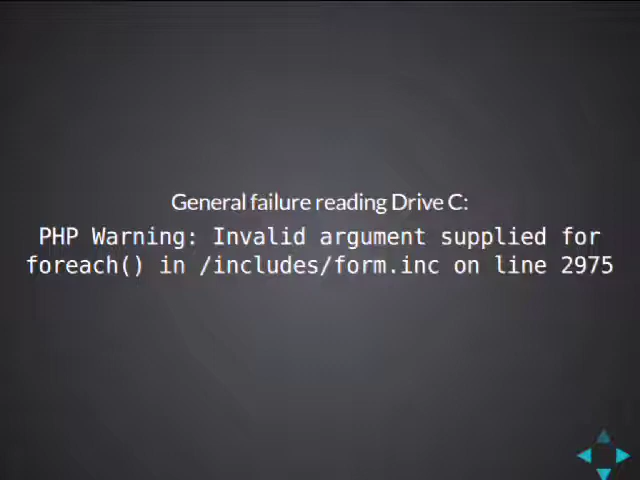 General failure reading Drive C:
PHP Warning: Invalid argument supplied for
foreach() in /includes/form.inc on line 2975